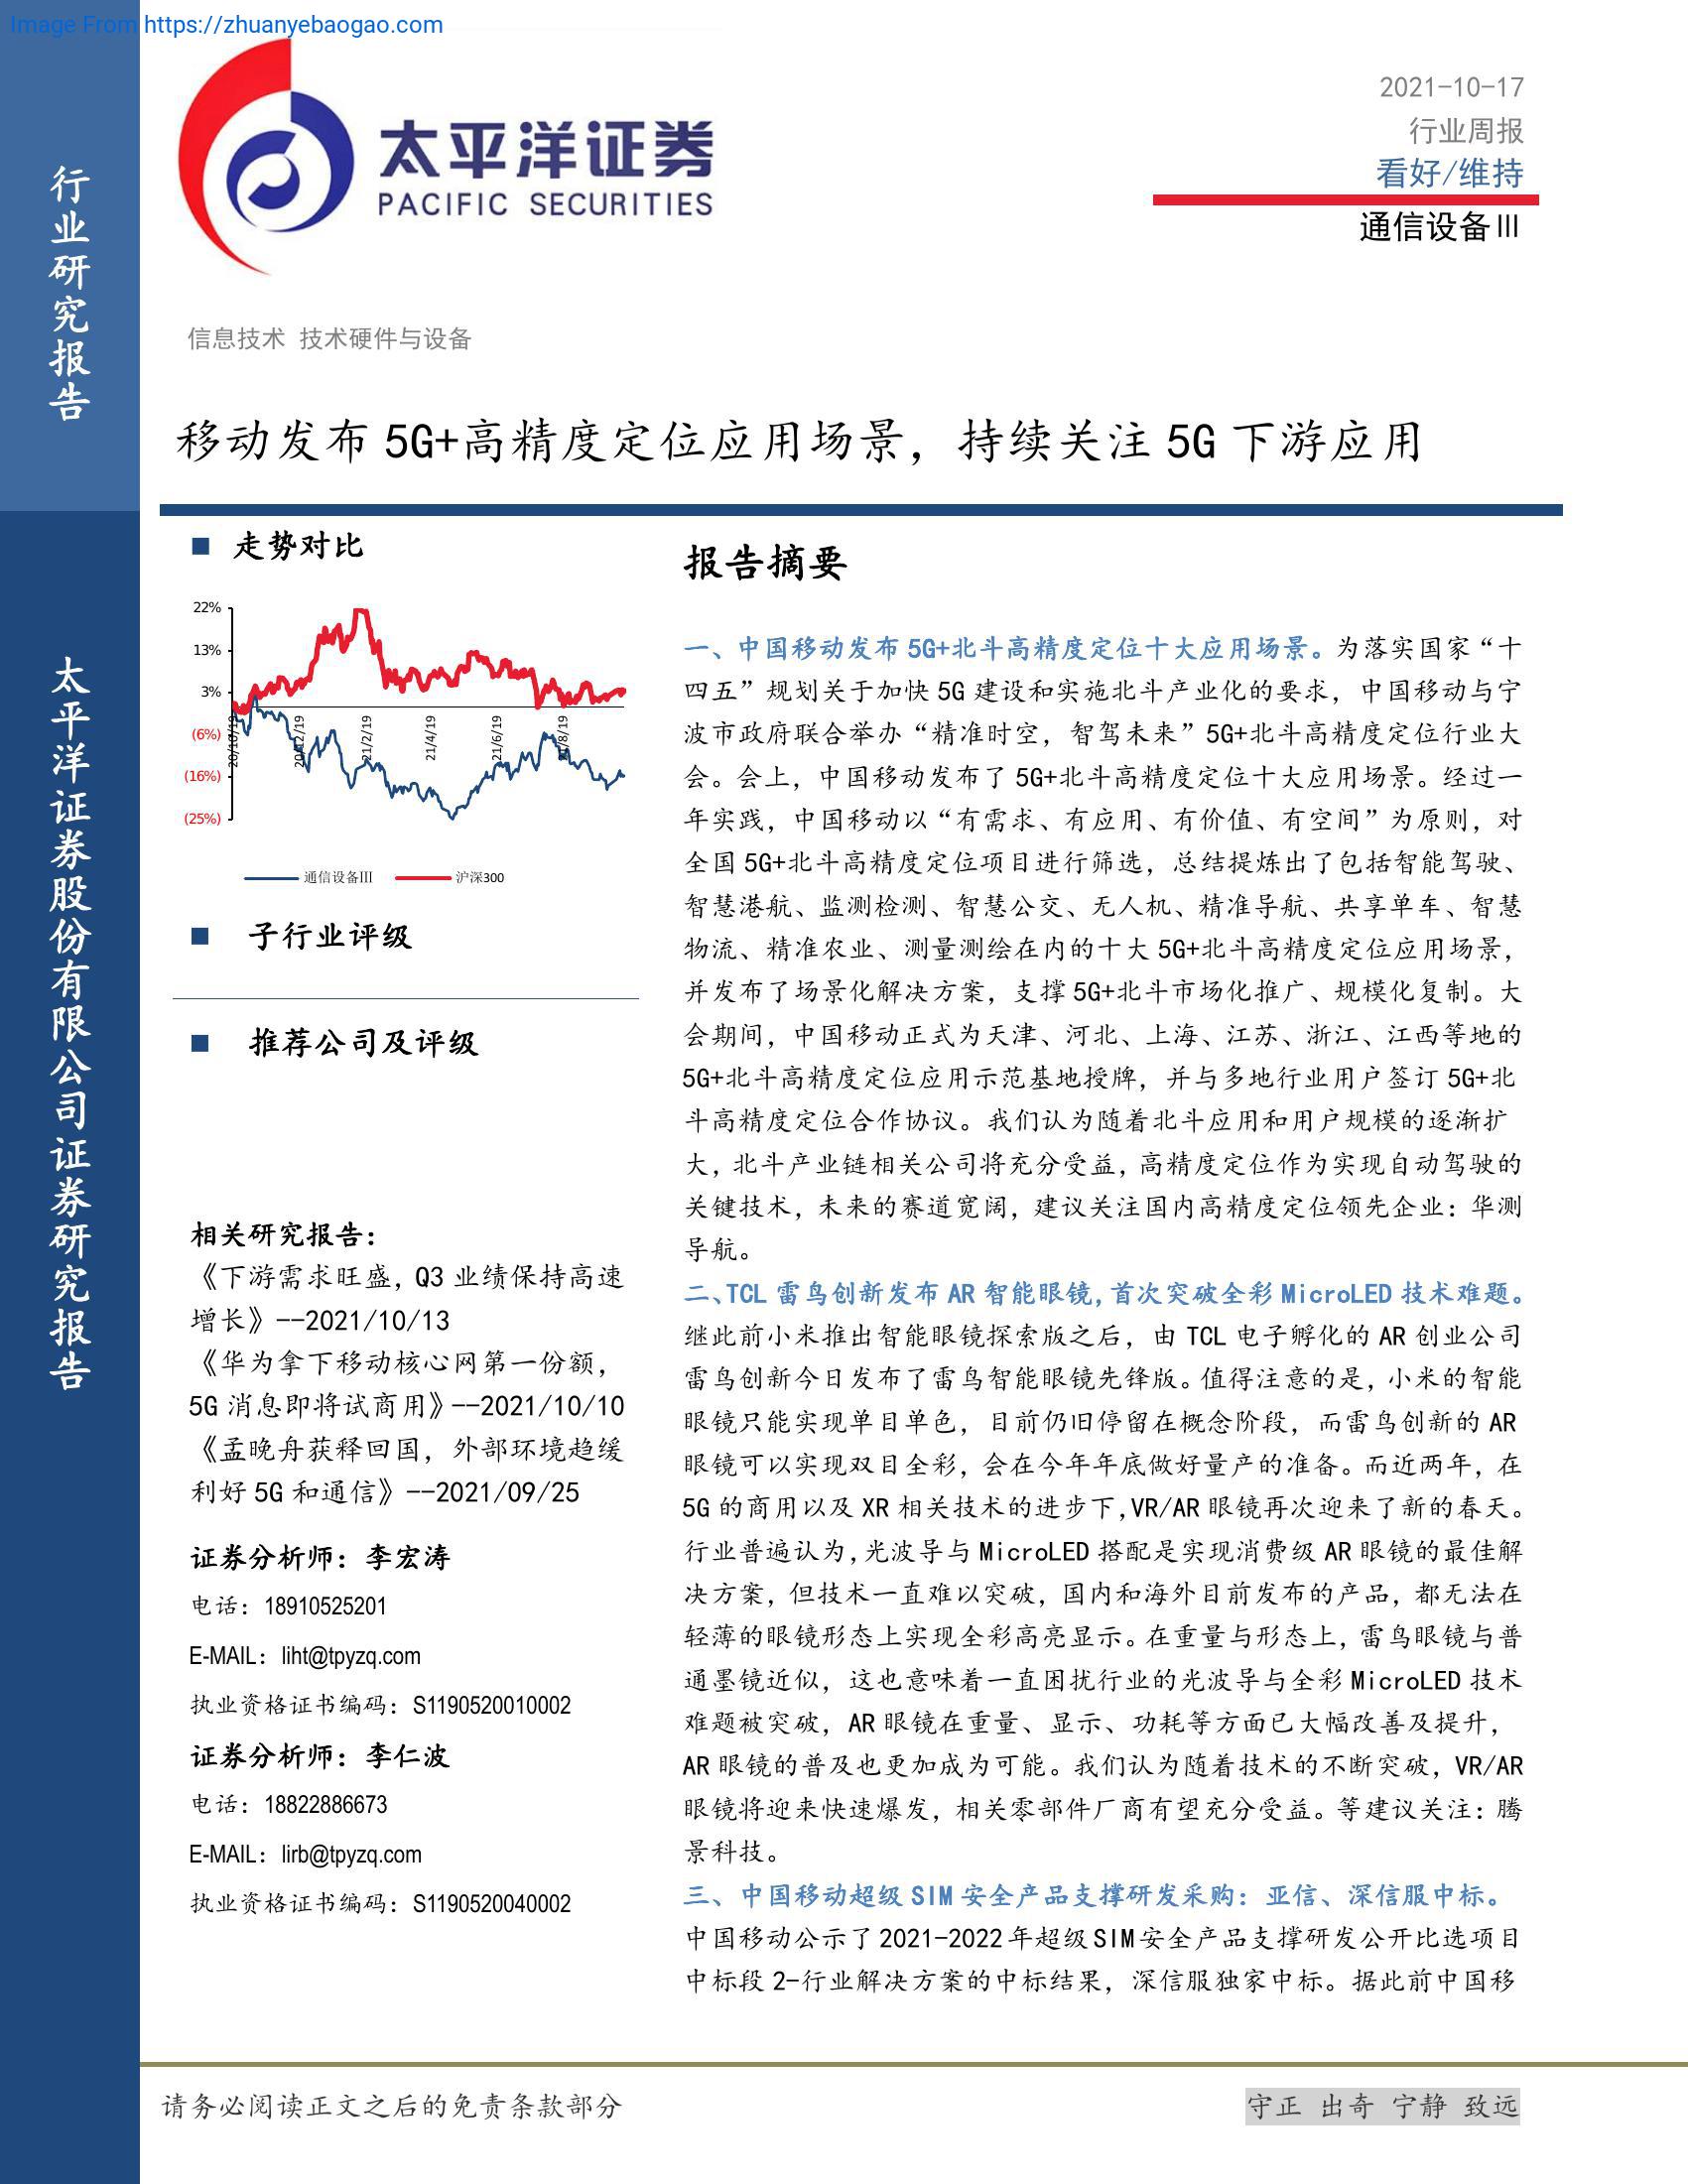 Image From https://zhuanyebaogao.com
行业研究报告
太平洋证券股份有限公司证券研究报告
太平洋证券
PACIFIC SECURITIES
2021-10-17
行业周报
看好/维持
通信设备Ⅲ
信息技术 技术硬件与设备
移动发布 5G+高精度定位应用场景，持续关注 5G 下游应用
■ 走势对比
22%
13%
3%
(6%)
(16%)
(25%)
20/10/19
20/12/19
21/2/19
21/4/19
21/6/19
21/8/19
通信设备Ⅲ 沪深300
■ 子行业评级
■ 推荐公司及评级
相关研究报告：
《下游需求旺盛，Q3 业绩保持高速
增长》--2021/10/13
《华为拿下移动核心网第一份额，
5G 消息即将试商用》--2021/10/10
《孟晚舟获释回国，外部环境趋缓
利好 5G 和通信》--2021/09/25
证券分析师：李宏涛
电话：18910525201
E-MAIL：liht@tpyzq.com
执业资格证书编码：S1190520010002
证券分析师：李仁波
电话：18822886673
E-MAIL：lirb@tpyzq.com
执业资格证书编码：S1190520040002
报告摘要
一、中国移动发布 5G+北斗高精度定位十大应用场景。为落实国家“十
四五”规划关于加快 5G 建设和实施北斗产业化的要求，中国移动与宁
波市政府联合举办“精准时空，智驾未来”5G+北斗高精度定位行业大
会。会上，中国移动发布了 5G+北斗高精度定位十大应用场景。经过一
年实践，中国移动以“有需求、有应用、有价值、有空间”为原则，对
全国 5G+北斗高精度定位项目进行筛选，总结提炼出了包括智能驾驶、
智慧港航、监测检测、智慧公交、无人机、精准导航、共享单车、智慧
物流、精准农业、测量测绘在内的十大 5G+北斗高精度定位应用场景，
并发布了场景化解决方案，支撑 5G+北斗市场化推广、规模化复制。大
会期间，中国移动正式为天津、河北、上海、江苏、浙江、江西等地的
5G+北斗高精度定位应用示范基地授牌，并与多地行业用户签订 5G+北
斗高精度定位合作协议。我们认为随着北斗应用和用户规模的逐渐扩
大，北斗产业链相关公司将充分受益，高精度定位作为实现自动驾驶的
关键技术，未来的赛道宽阔，建议关注国内高精度定位领先企业：华测
导航。
二、TCL 雷鸟创新发布 AR 智能眼镜，首次突破全彩 MicroLED 技术难题。
继此前小米推出智能眼镜探索版之后，由 TCL 电子孵化的 AR 创业公司
雷鸟创新今日发布了雷鸟智能眼镜先锋版。值得注意的是，小米的智能
眼镜只能实现单目单色，目前仍旧停留在概念阶段，而雷鸟创新的 AR
眼镜可以实现双目全彩，会在今年年底做好量产的准备。而近两年，在
5G 的商用以及 XR 相关技术的进步下，VR/AR 眼镜再次迎来了新的春天。
行业普遍认为，光波导与 MicroLED 搭配是实现消费级 AR 眼镜的最佳解
决方案，但技术一直难以突破，国内和海外目前发布的产品，都无法在
轻薄的眼镜形态上实现全彩高亮显示。在重量与形态上，雷鸟眼镜与普
通墨镜近似，这也意味着一直困扰行业的光波导与全彩 MicroLED 技术
难题被突破，AR 眼镜在重量、显示、功耗等方面已大幅改善及提升，
AR 眼镜的普及也更加成为可能。我们认为随着技术的不断突破，VR/AR
眼镜将迎来快速爆发，相关零部件厂商有望充分受益。等建议关注：腾
景科技。
三、中国移动超级 SIM 安全产品支撑研发采购：亚信、深信服中标。
中国移动公示了 2021-2022 年超级 SIM 安全产品支撑研发公开比选项目
中标段 2-行业解决方案的中标结果，深信服独家中标。据此前中国移
请务必阅读正文之后的免责条款部分
守正 出奇 宁静 致远